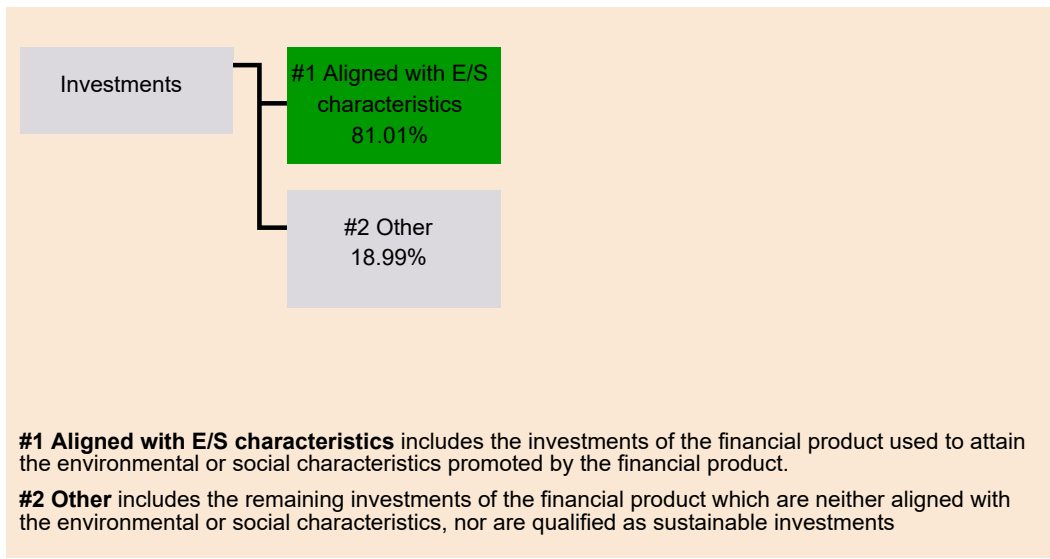 Investments
#1 Aligned with E/S
characteristics
81.01%
#2 Other
18.99%
#1 Aligned with E/S characteristics includes the investments of the financial product used to attain
the environmental or social characteristics promoted by the financial product.
#2 Other includes the remaining investments of the financial product which are neither aligned with
the environmental or social characteristics, nor are qualified as sustainable investments